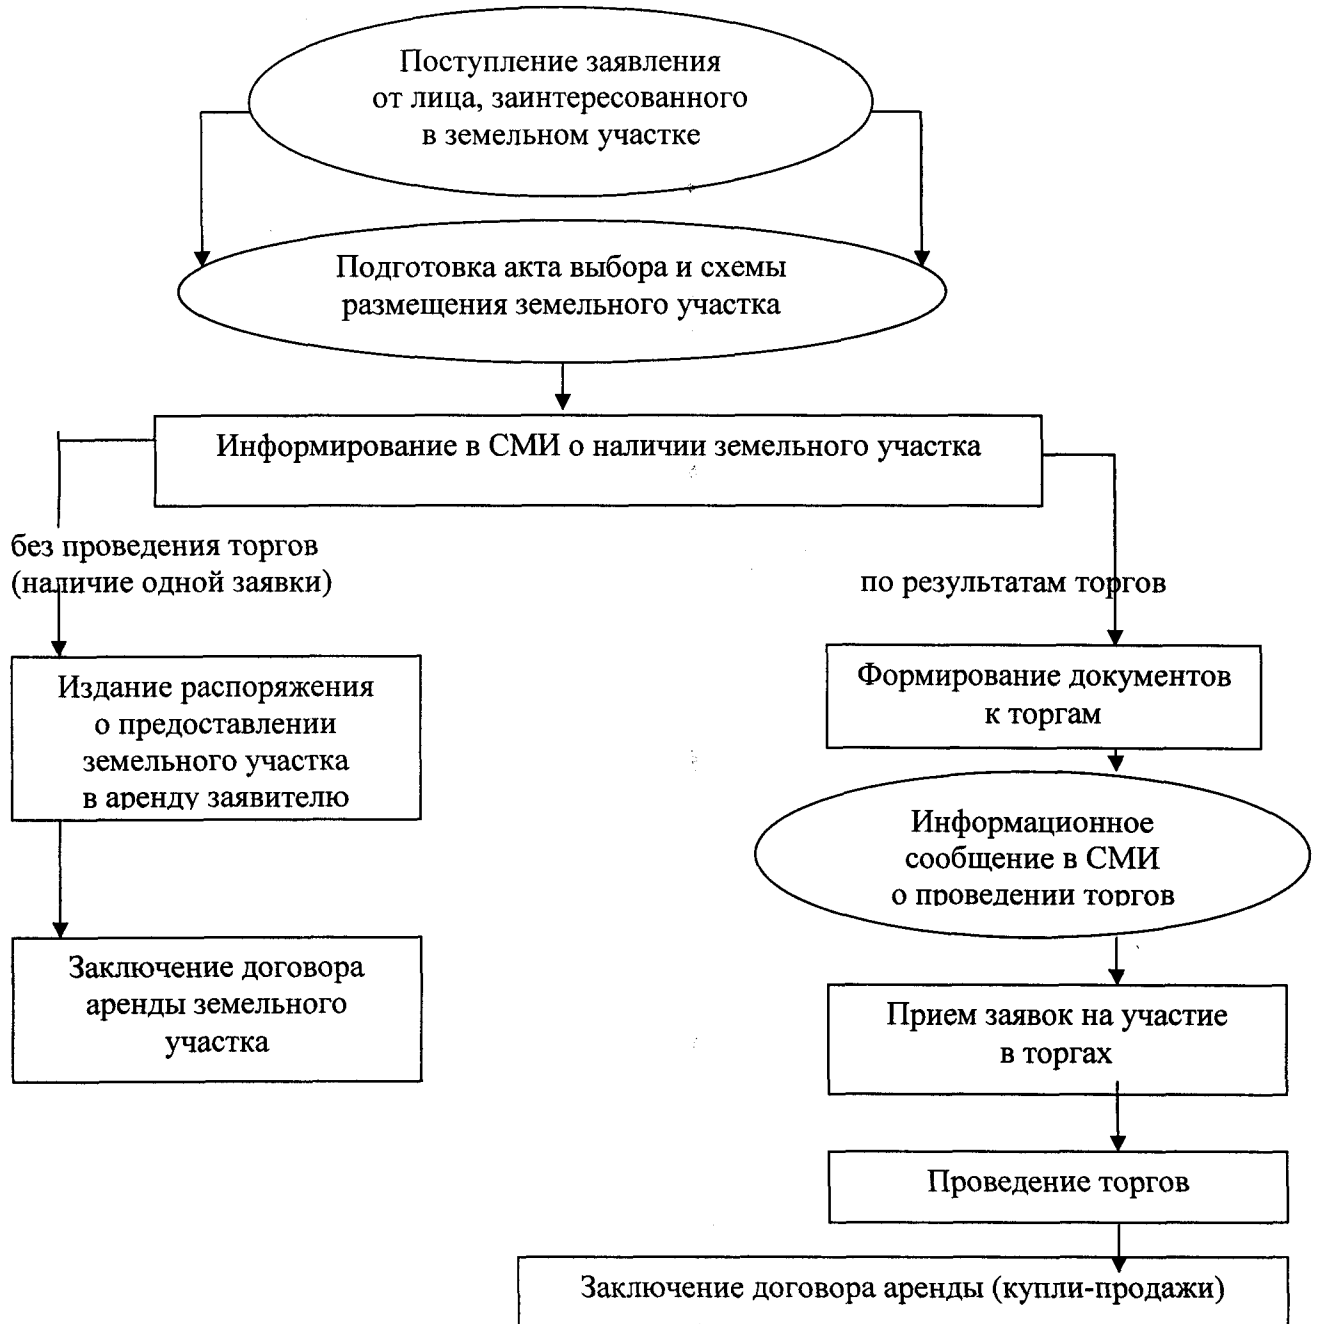 Поступление заявления
от лица, заинтересованного
в земельном участке
Подготовка акта выбора и схемы
размещения земельного участка
Информирование в СМИ о наличии земельного участка
без проведения торгов
(наличие одной заявки)
Издание распоряжения
о предоставлении
земельного участка
в аренду заявителю
Заключение договора
аренды земельного
участка
по результатам торгов
Формирование документов
к торгам
Информационное
сообщение в СМИ
о проведении торгов
Прием заявок на участие
в торгах
Проведение торгов
Заключение договора аренды (купли-продажи)